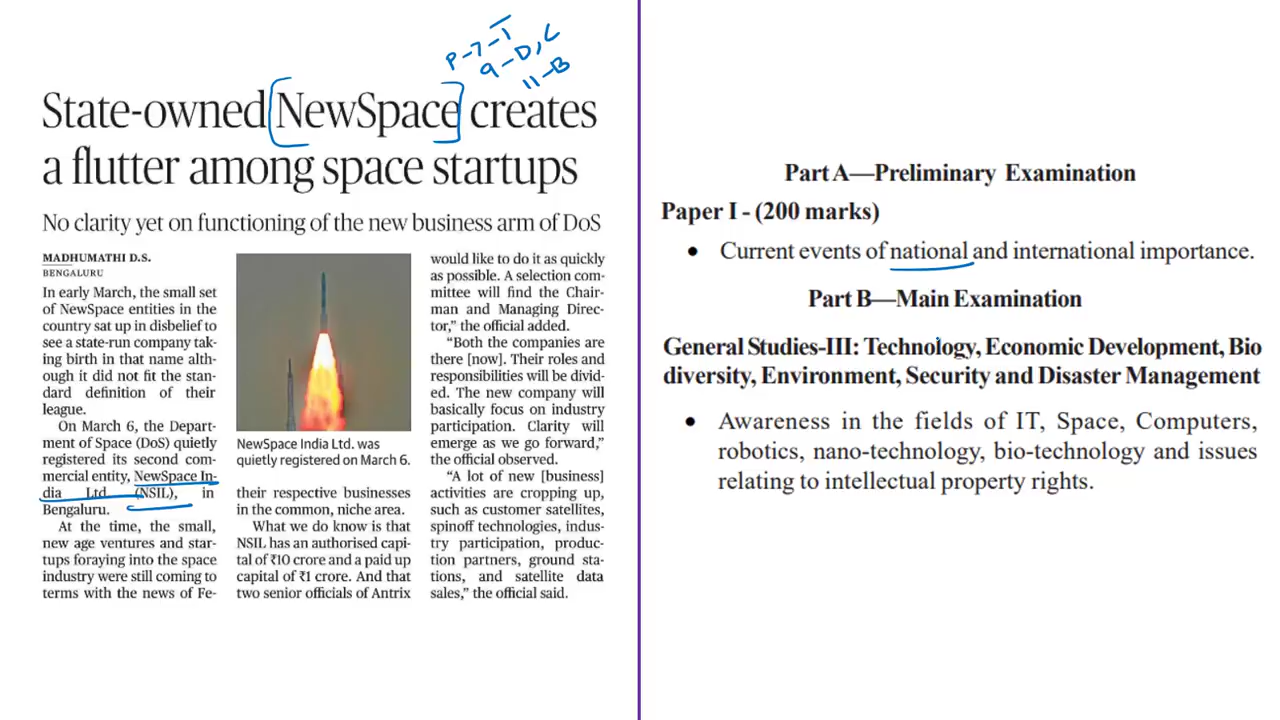 P-7-T
9-D, C
11-B
State-owned NewSpace creates
a flutter among space startups
No clarity yet on functioning of the new business arm of DoS
MADHUMATHI D.S.
BENGALURU
In early March, the small set
of NewSpace entities in the
country sat up in disbelief to
see a state-run company tak-
ing birth in that name alth-
ough it did not fit the stan-
dard definition of their
league.
On March 6, the Depart-
ment of Space (DoS) quietly
registered its second com-
mercial entity, NewSpace In-
dia Ltd (NSIL), in
Bengaluru.
At the time, the small,
new age ventures and star-
tups foraying into the space
industry were still coming to
terms with the news of Fe-
NewSpace India Ltd. was
quietly registered on March 6.
their respective businesses
in the common, niche area.
What we do know is that
NSIL has an authorised capi-
tal of ₹10 crore and a paid up
capital of ₹1 crore. And that
two senior officials of Antrix
would like to do it as quickly
as possible. A selection com-
mittee will find the Chair-
man and Managing Direc-
tor,” the official added.
“Both the companies are
there [now]. Their roles and
responsibilities will be divid-
ed. The new company will
basically focus on industry
participation. Clarity will
emerge as we go forward,”
the official observed.
“A lot of new [business]
activities are cropping up,
such as customer satellites,
spinoff technologies, indus-
try participation, produc-
tion partners, ground sta-
tions, and satellite data
sales,” the official said.
Part A—Preliminary Examination
Paper I - (200 marks)
• Current events of national and international importance.
Part B—Main Examination
General Studies-III: Technology, Economic Development, Bio
diversity, Environment, Security and Disaster Management
• Awareness in the fields of IT, Space, Computers,
robotics, nano-technology, bio-technology and issues
relating to intellectual property rights.